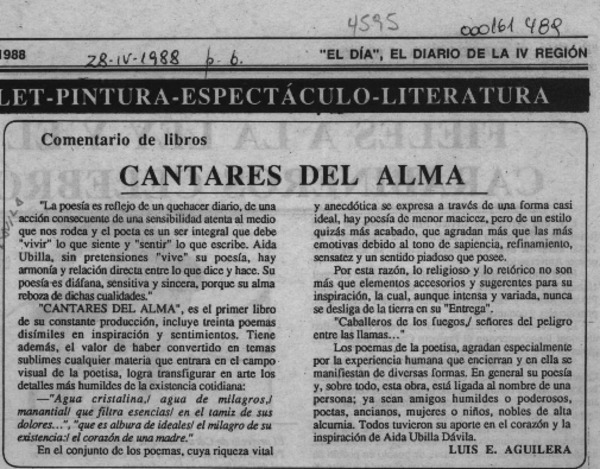 4595
000161 489
1988
28-IV-1988 p. 6.
"EL DÍA", EL DIARIO DE LA IV REGIÓN
LET-PINTURA-ESPECTÁCULO-LITERATURA
Comentario de libros
CANTARES DEL ALMA
"La poesía es reflejo de un quehacer diario, de una
acción consecuente de una sensibilidad atenta al medio
que nos rodea y el poeta es un ser integral que debe
"vivir" lo que siente y "sentir" lo que escribe. Aida
Ubilla, sin pretensiones "vive" su poesía, hay
armonía y relación directa entre lo que dice y hace. Su
poesía es diáfana, sensitiva y sincera, porque su alma
reboza de dichas cualidades."
"CANTARES DEL ALMA", es el primer libro
de su constante producción, incluye treinta poemas
disímiles en inspiración y sentimientos. Tiene
además, el valor de haber convertido en temas
sublimes cualquier materia que entrara en el campo
visual de la poetisa, logra transfigurar en arte los
detalles más humildes de la existencia cotidiana:
—"Agua cristalina,/ agua de milagros,/
manantial/ que filtra esencias/ en el tamiz de sus
dolores...", "que es albura de ideales/ el milagro de su
existencia:/ el corazón de una madre."
En el conjunto de los poemas, cuya riqueza vital
y anecdótica se expresa a través de una forma casi
ideal, hay poesía de menor macicez, pero de un estilo
quizás más acabado, que agrudan más que las más
emotivas debido al tono de sapiencia, refinamiento,
sensatez y un sentido piadoso que posee.
Por esta razón, lo religioso y lo retórico no son
más que elementos accesorios y sugerentes para su
inspiración, la cual, aunque intensa y variada, nunca
se desliga de la tierra en su "Entrega".
"Caballeros de los fuegos,/ señores del peligro
entre las llamas..."
Los poemas de la poetisa, agradan especialmente
por la experiencia humana que encierran y en ella se
manifiestan de diversas formas. En general su poesía
y, sobre todo, esta obra, está ligada al nombre de una
persona; ya sean amigos humildes o poderosos,
poetas, ancianos, mujeres o niños, nobles de alta
alcurnia. Todos tuvieron su aporte en el corazón y la
inspiración de Aida Ubilla Dávila.
LUIS E. AGUILERA